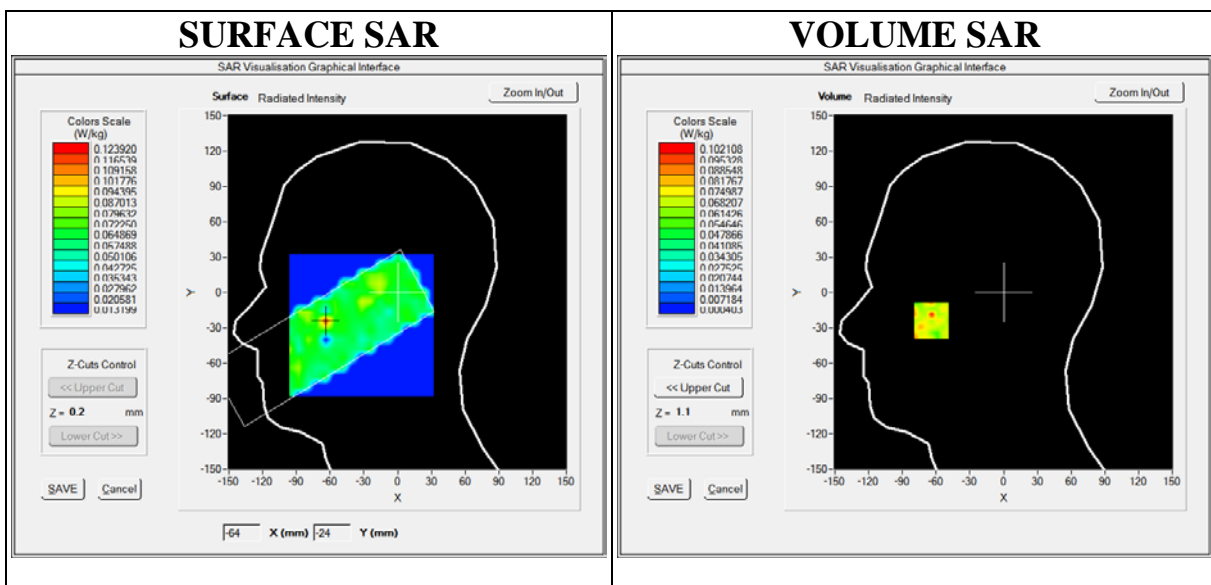 SURFACE SAR
SAR Visualisation Graphical Interface
Surface Radiated Intensity
Zoom In/Out
Colors Scale
(W/kg)
0.123920
0.116539
0.109158
0.101776
0.094395
0.087013
0.079632
0.072250
0.064869
0.057488
0.050106
0.042725
0.035343
0.027962
0.020581
0.013199
Z-Cuts Control
<< Upper Cut
Z = 0.2 mm
Lower Cut >>
SAVE Cancel
150
120
90
60
30
0
-30
-60
-90
-120
-150
Y
-150 -120 -90 -60 -30 0 30 60 90 120 150
X
-64 X (mm) -24 Y (mm)
VOLUME SAR
SAR Visualisation Graphical Interface
Volume Radiated Intensity
Zoom In/Out
Colors Scale
(W/kg)
0.102108
0.095328
0.088548
0.081767
0.074987
0.068207
0.061426
0.054646
0.047866
0.041085
0.034305
0.027525
0.020744
0.013964
0.007184
0.000403
Z-Cuts Control
<< Upper Cut
Z = 1.1 mm
Lower Cut >>
SAVE Cancel
150
120
90
60
30
0
-30
-60
-90
-120
-150
Y
-150 -120 -90 -60 -30 0 30 60 90 120 150
X